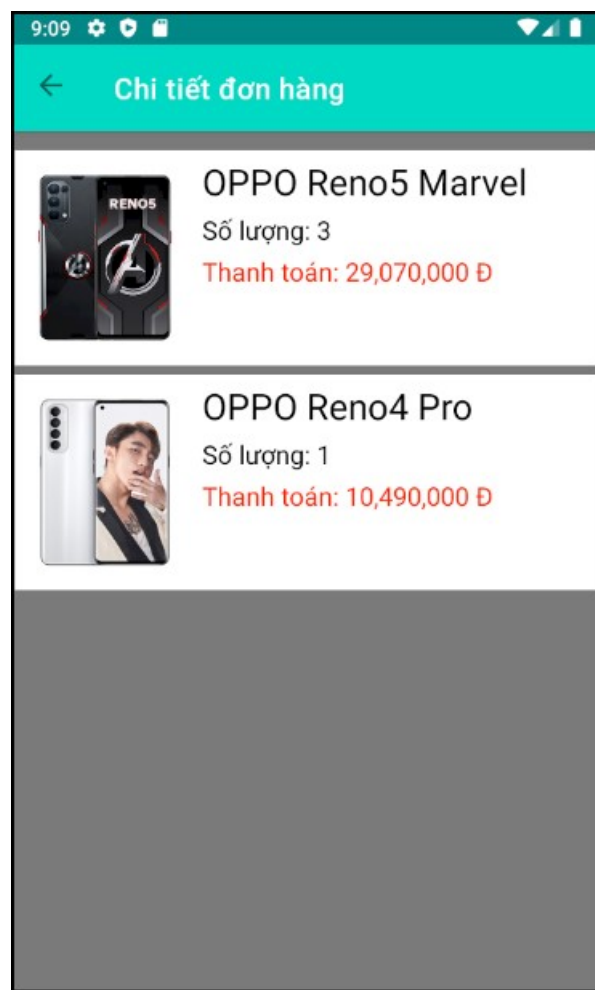 9:09
Chi tiết đơn hàng
RENO5
OPPO Reno5 Marvel
Số lượng: 3
Thanh toán: 29,070,000 Đ
OPPO Reno4 Pro
Số lượng: 1
Thanh toán: 10,490,000 Đ